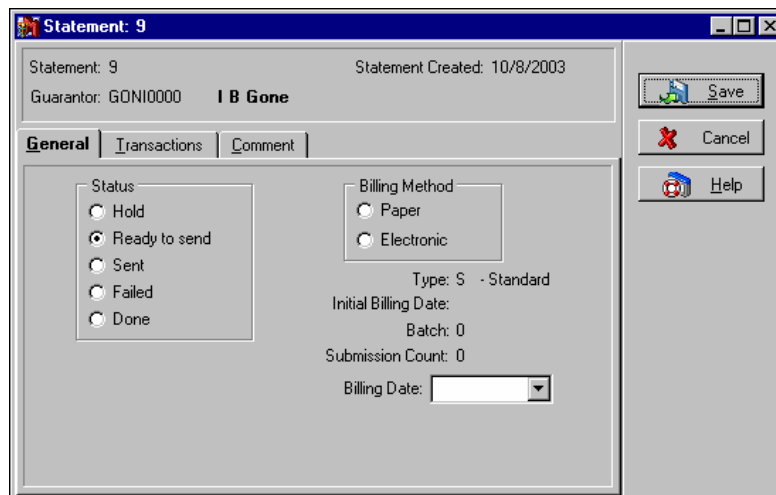 Statement: 9
Statement: 9
Statement Created: 10/8/2003
Guarantor: GONI0000 I B Gone
General
Transactions
Comment
Status
Hold
Ready to send
Sent
Failed
Done
Billing Method
Paper
Electronic
Type: S - Standard
Initial Billing Date:
Batch: 0
Submission Count: 0
Billing Date:
Save
Cancel
Help